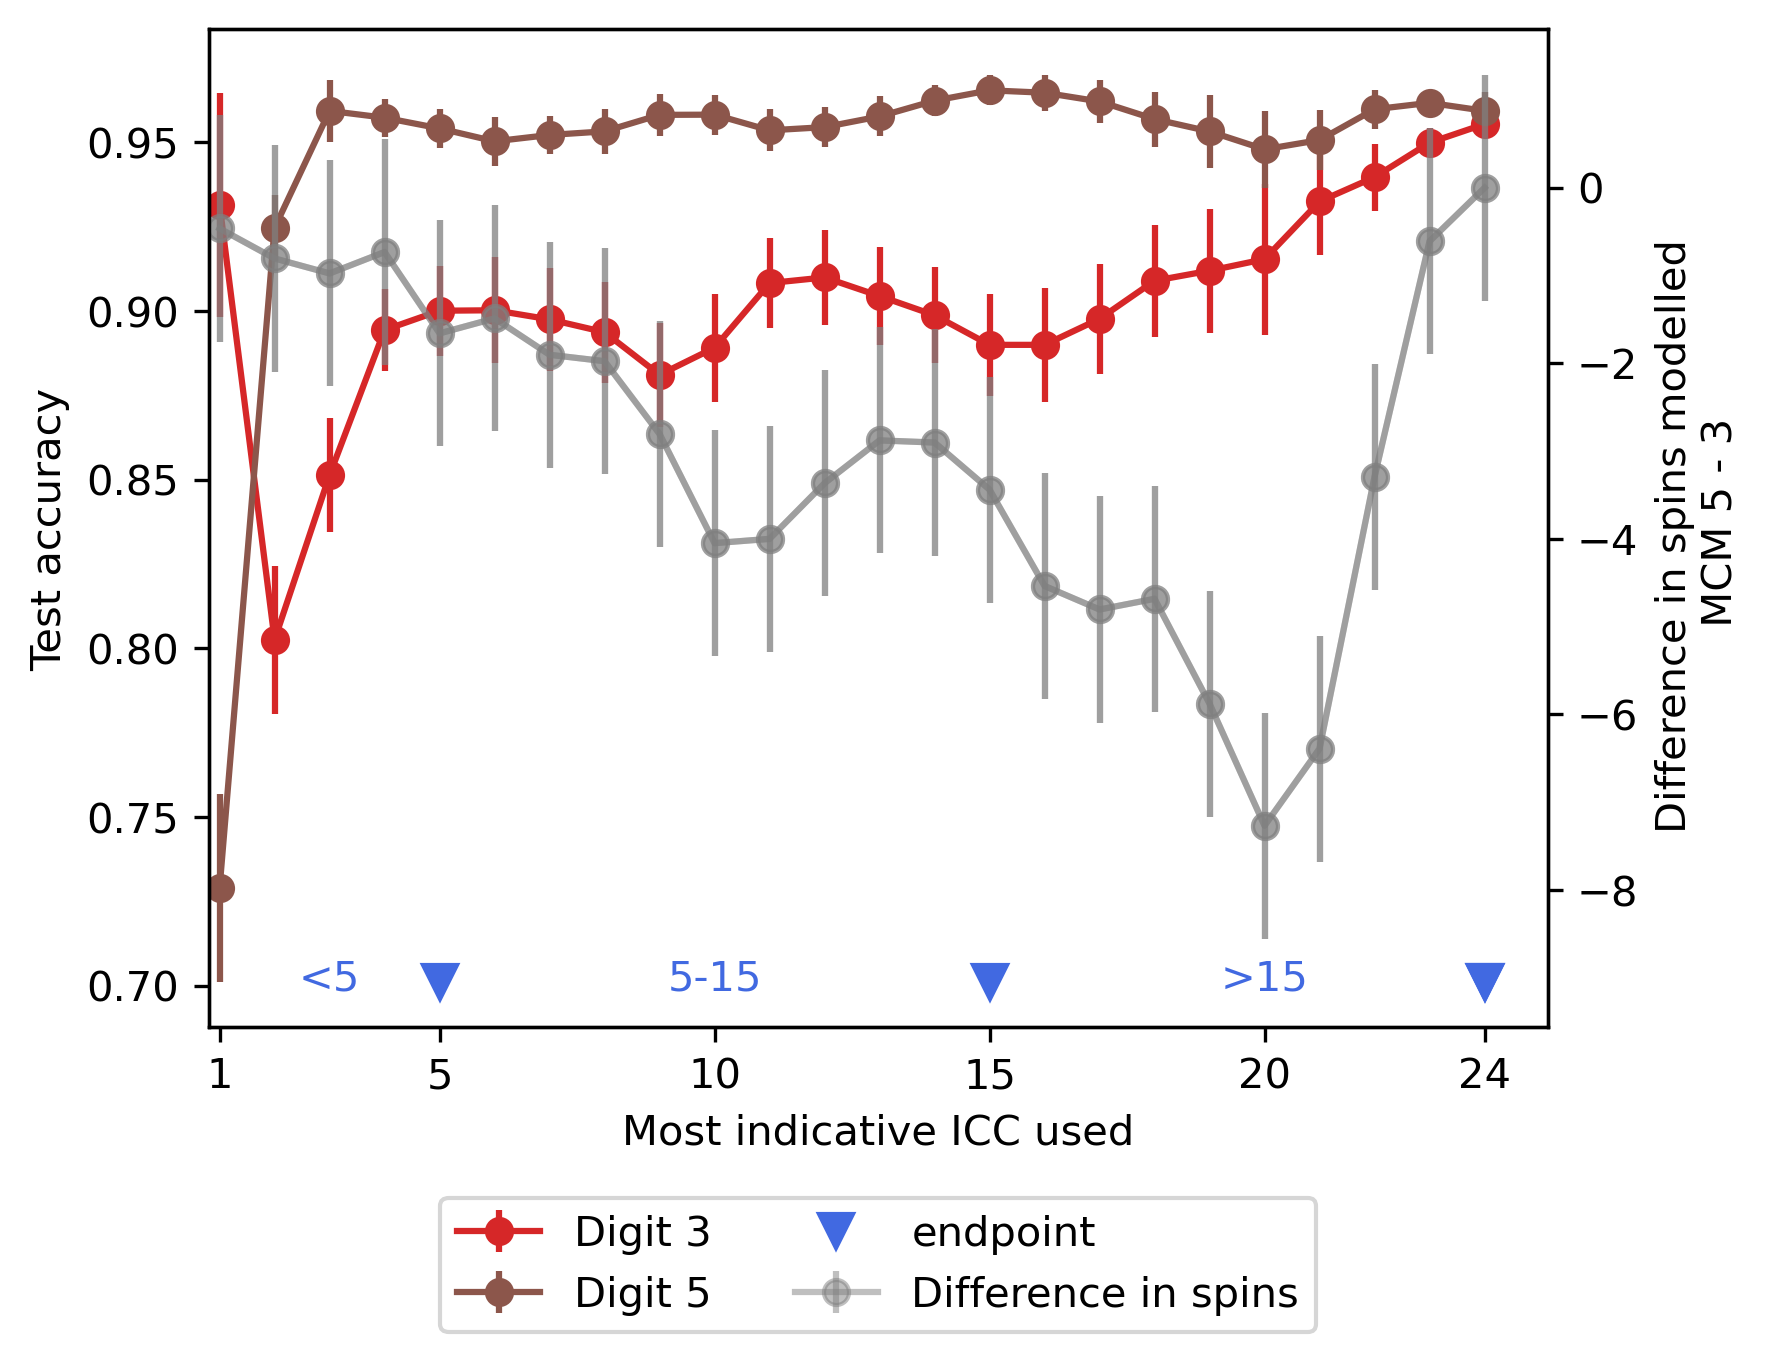 Test accuracy
0.95
0.90
0.85
0.80
0.75
0.70
0
−2
−4
−6
−8
Difference in spins modelled
MCM 5 - 3
<5
5-15
>15
1
5
10
15
20
24
Most indicative ICC used
Digit 3
Digit 5
endpoint
Difference in spins